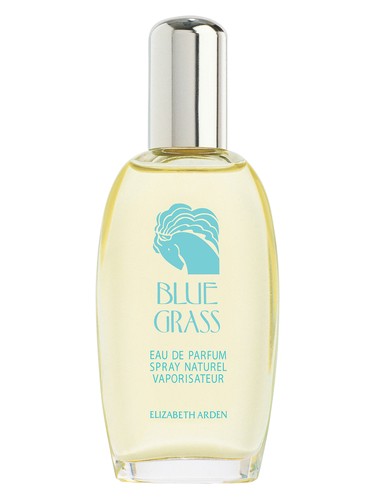 BLUE
GRASS
EAU DE PARFUM
SPRAY NATUREL
VAPORISATEUR
ELIZABETH ARDEN